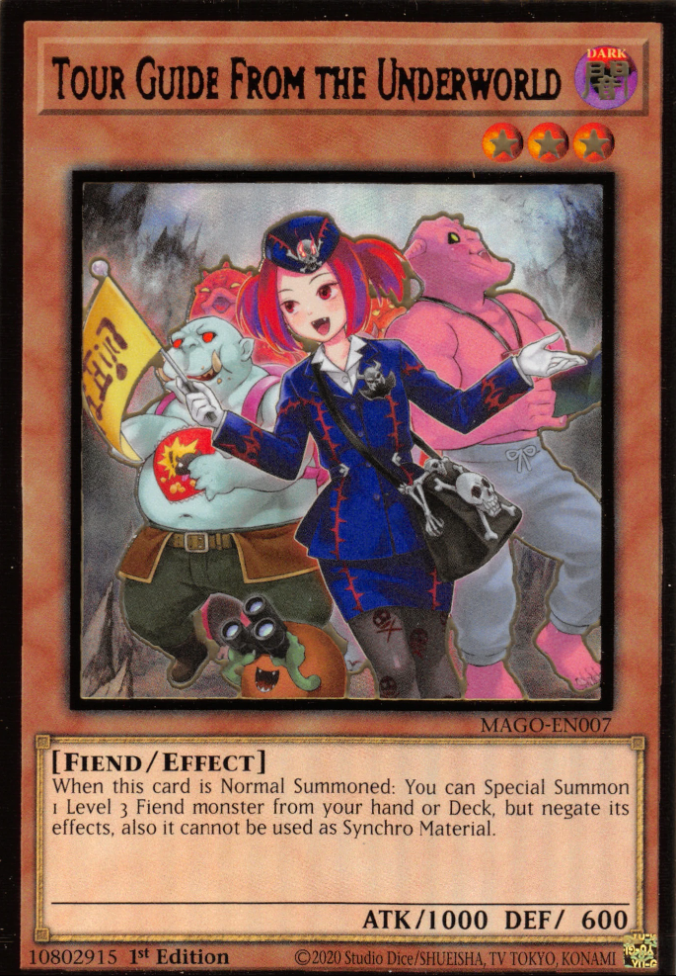 TOUR GUIDE FROM THE UNDERWORLD
DARK
闇
MAGO-EN007
[FIEND/EFFECT]
When this card is Normal Summoned: You can Special Summon
1 Level 3 Fiend monster from your hand or Deck, but negate its
effects, also it cannot be used as Synchro Material.
ATK/1000 DEF/ 600
10802915 1st Edition
©2020 Studio Dice/SHUEISHA, TV TOKYO, KONAMI